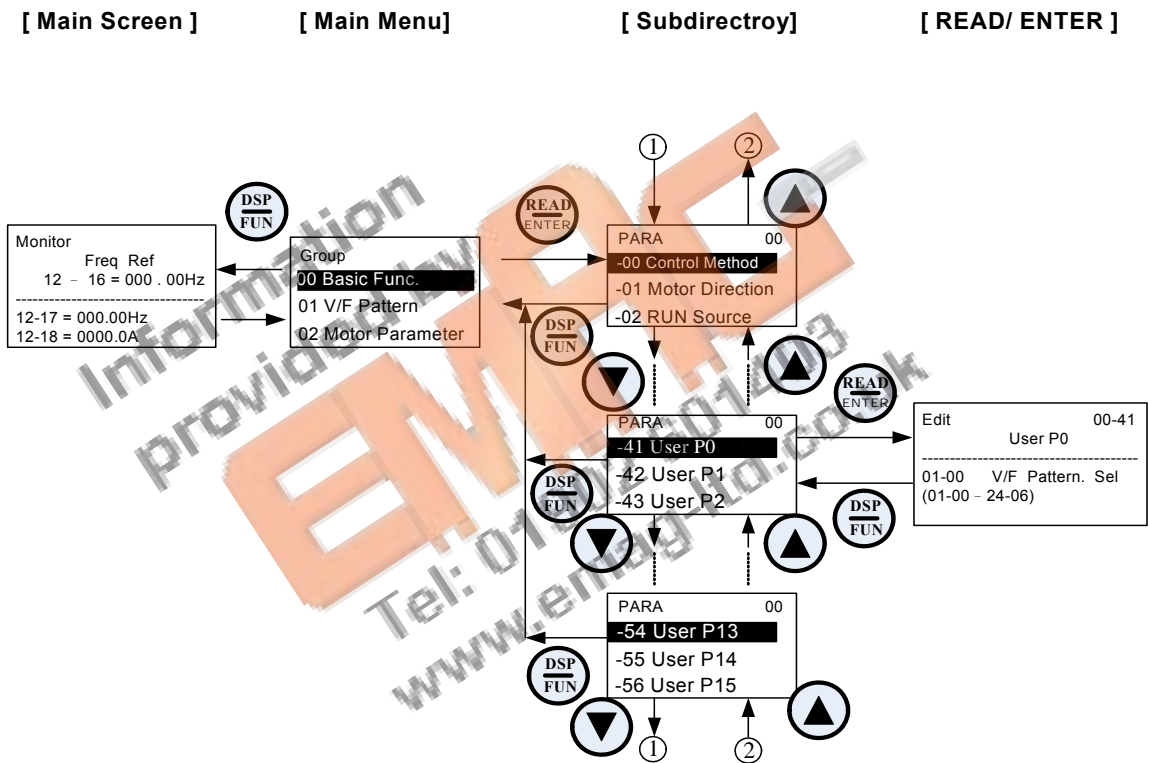 [ Main Screen ]
[ Main Menu]
[ Subdirectroy]
[ READ/ ENTER ]
DSP
FUN
Monitor
Freq Ref
12 – 16 = 000 . 00Hz
12-17 = 000.00Hz
12-18 = 0000.0A
Group
00 Basic Func.
01 V/F Pattern
02 Motor Parameter
READ
ENTER
1
2
PARA 00
-00 Control Method
-01 Motor Direction
-02 RUN Source
DSP
FUN
PARA 00
-41 User P0
-42 User P1
-43 User P2
DSP
FUN
READ
ENTER
Edit 00-41
User P0
01-00 V/F Pattern. Sel
(01-00 – 24-06)
DSP
FUN
PARA 00
-54 User P13
-55 User P14
-56 User P15
DSP
FUN
1
2
Information
provided by
EMAG
www.emag-ltd.co.uk